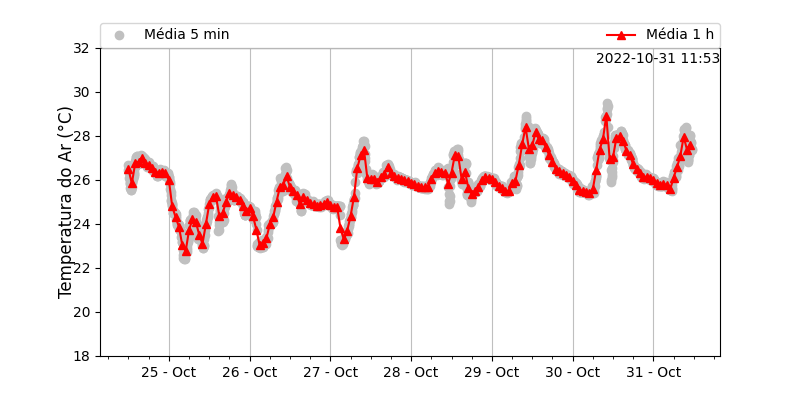 Média 5 min
Média 1 h
2022-10-31 11:53
Temperatura do Ar (°C)
32
30
28
26
24
22
20
18
25 - Oct
26 - Oct
27 - Oct
28 - Oct
29 - Oct
30 - Oct
31 - Oct